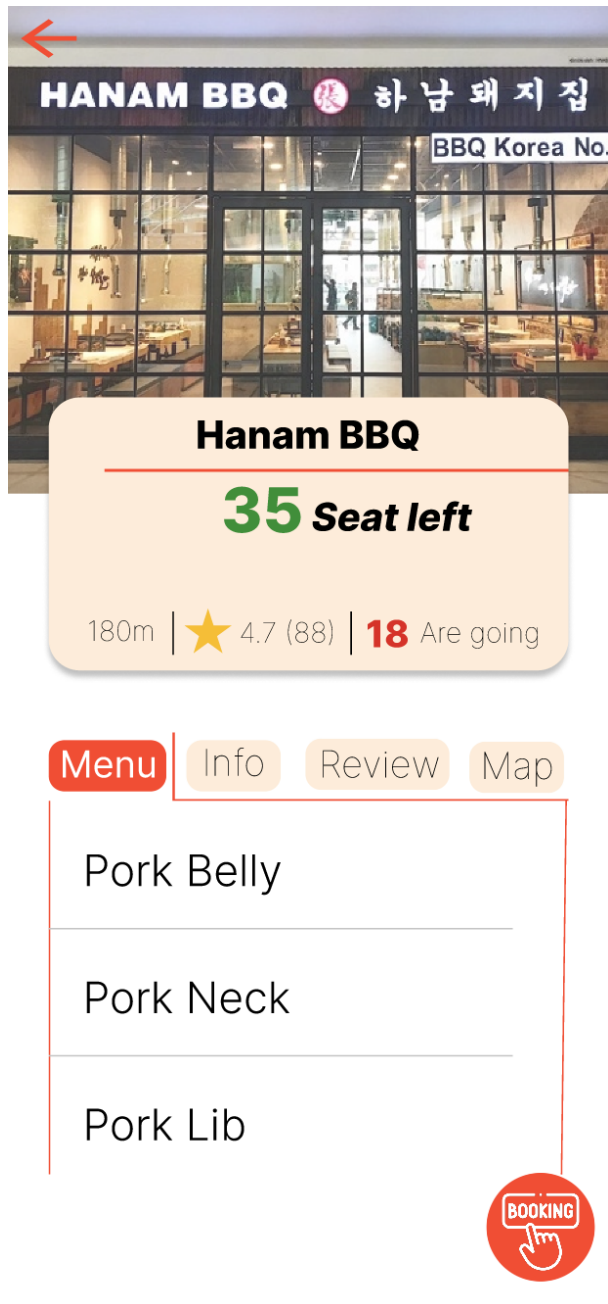 HANAM BBQ 張 하남돼지집
BBQ Korea No.
Hanam BBQ
35 Seat left
180m | 4.7 (88) | 18 Are going
Menu Info Review Map
Pork Belly
Pork Neck
Pork Lib
BOOKING